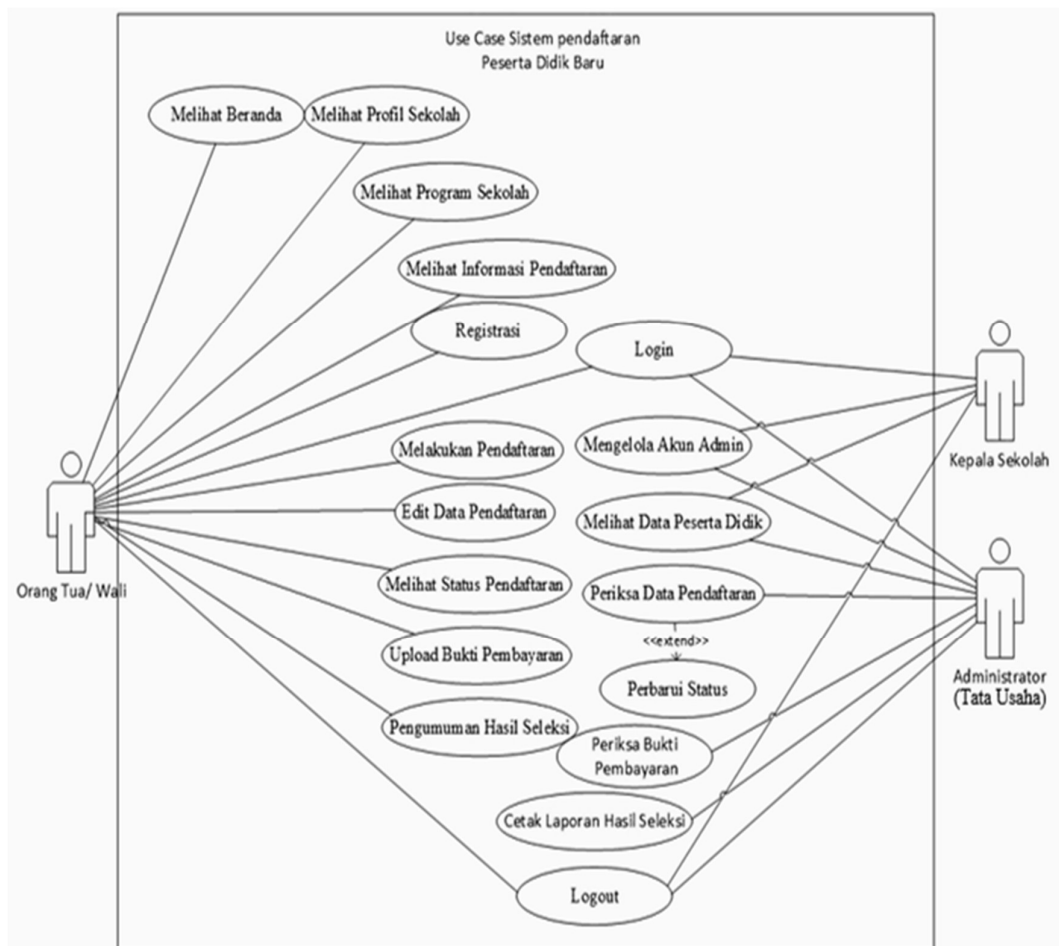 Use Case Sistem pendaftaran
Peserta Didik Baru
Melihat Beranda
Melihat Profil Sekolah
Melihat Program Sekolah
Melihat Informasi Pendaftaran
Registrasi
Login
Melakukan Pendaftaran
Mengelola Akun Admin
Kepala Sekolah
Edit Data Pendaftaran
Melihat Data Peserta Didik
Orang Tua/ Wali
Melihat Status Pendaftaran
Periksa Data Pendaftaran
<<extend>>
Upload Bukti Pembayaran
Perbarui Status
Administrator
(Tata Usaha)
Pengumuman Hasil Seleksi
Periksa Bukti
Pembayaran
Cetak Laporan Hasil Seleksi
Logout